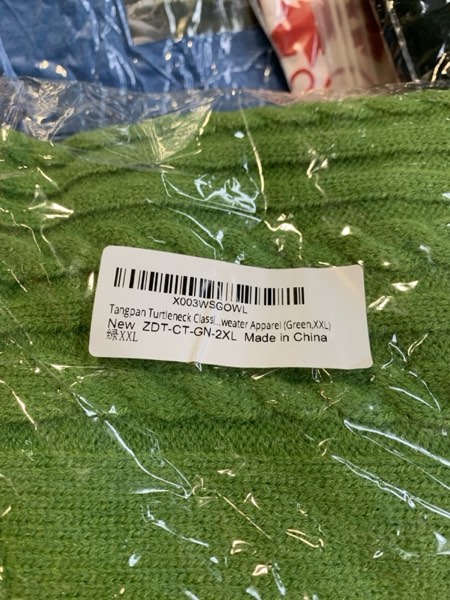 X003WSGOWL
Tangpan Turtleneck Classi...weater Apparel (Green,XXL)
New ZDT-CT-GN-2XL Made in China
绿XXL